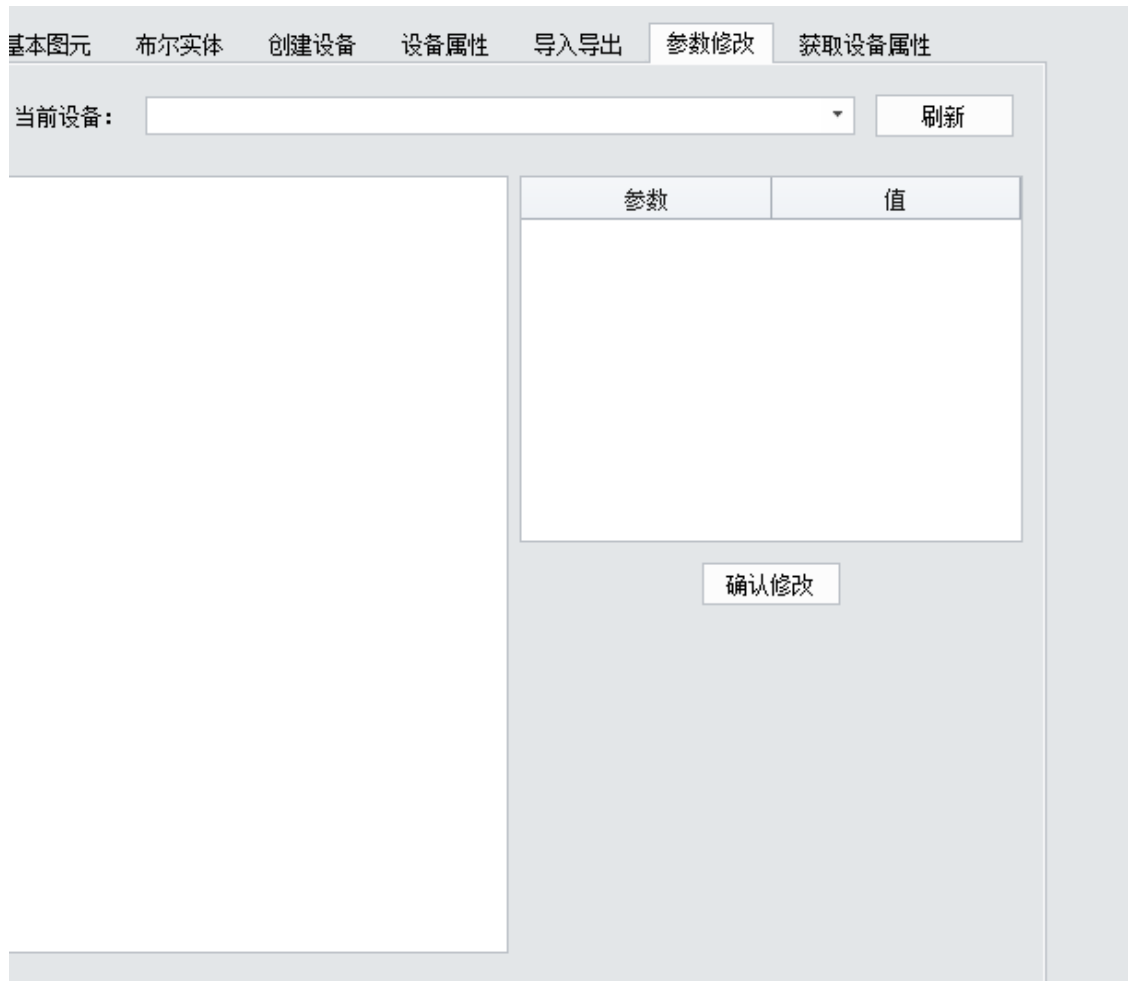 基本图元 布尔实体 创建设备 设备属性 导入导出 参数修改 获取设备属性
当前设备: 刷新
参数 值
确认修改